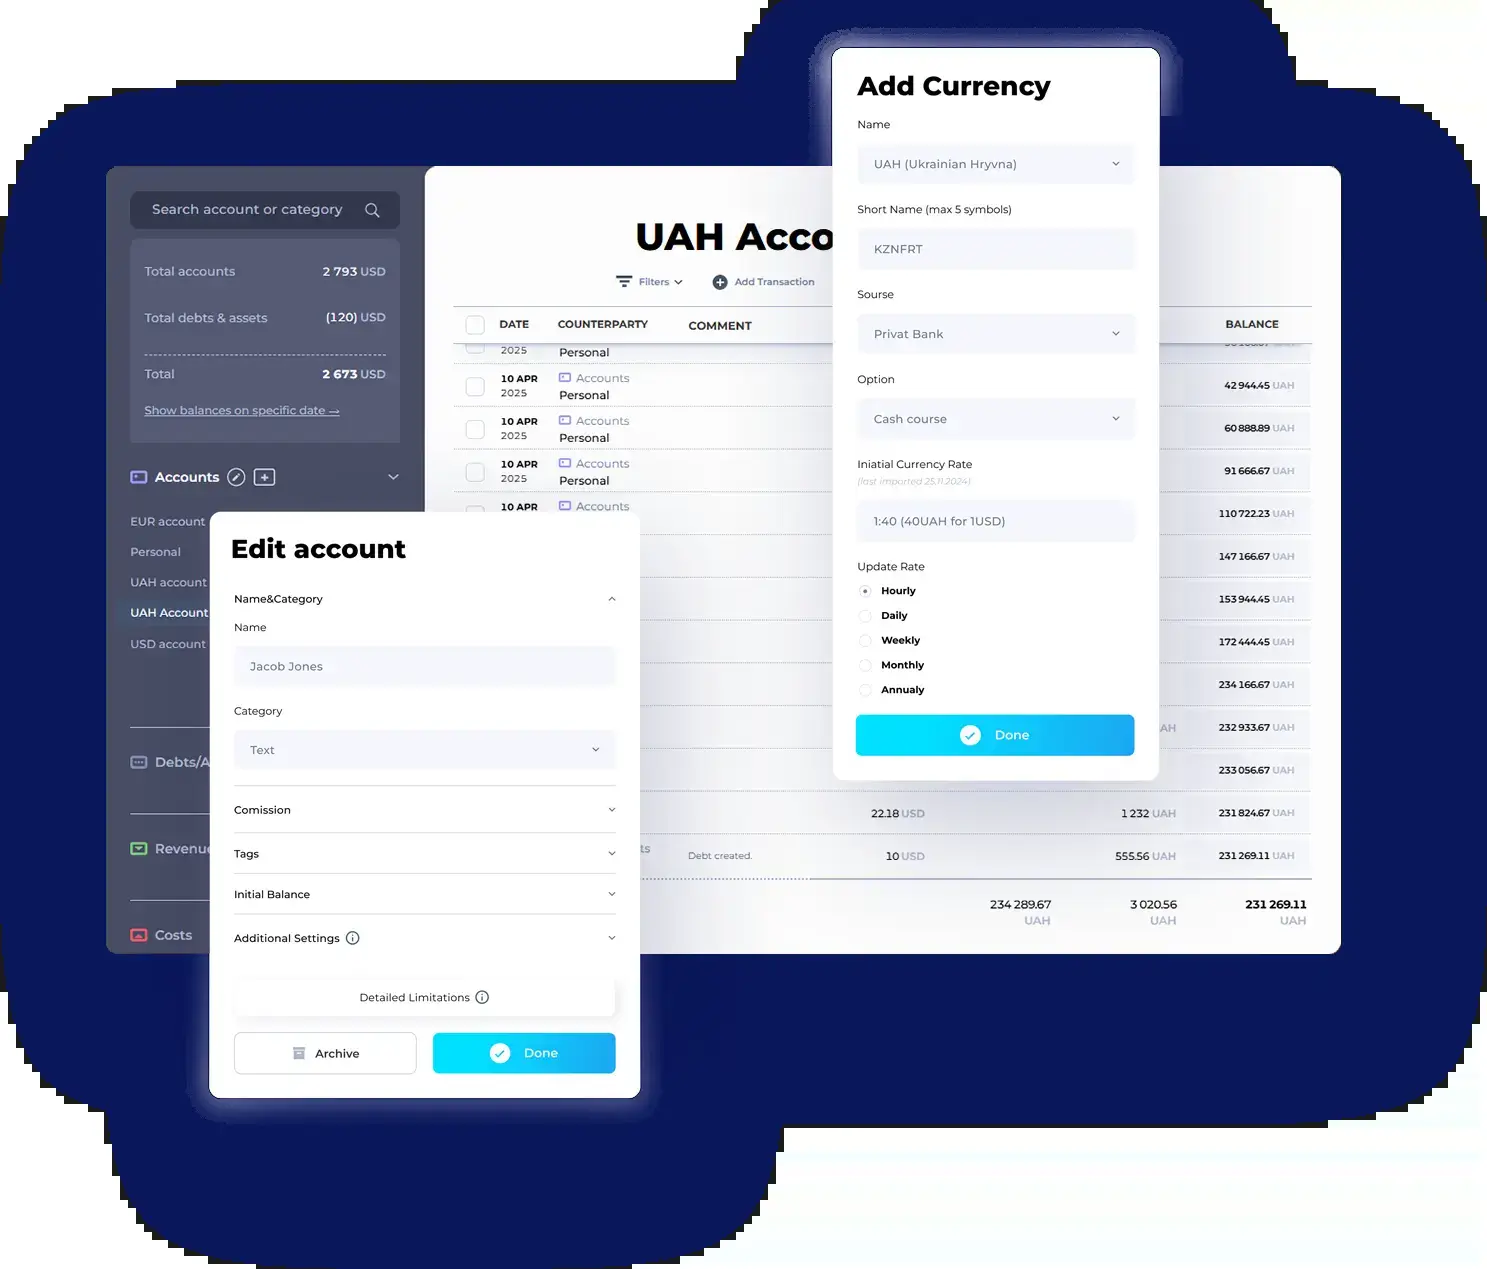 Add Currency
Name
UAH (Ukrainian Hryvna)
Short Name (max 5 symbols)
KZNFRT
Sourse
Privat Bank
Option
Cash course
Iniatial Currency Rate
(last imported 25.11.2024)
1:40 (40UAH for 1USD)
Update Rate
Hourly
Daily
Weekly
Monthly
Annualy
Done
Search account or category
Total accounts 2 793 USD
Total debts & assets (120) USD
Total 2 673 USD
Show balances on specific date →
Accounts
EUR account
Personal
UAH account
UAH Account
USD account
Debts/A
Revenue
Costs
UAH Acco
Filters
Add Transaction
DATE COUNTERPARTY COMMENT BALANCE
2025 Personal
10 APR Accounts 42 944.45 UAH
2025 Personal
10 APR Accounts 60 888.89 UAH
2025 Personal
10 APR Accounts 91 666.67 UAH
2025 Personal
10 APR Accounts 110 722.23 UAH
147 166.67 UAH
153 944.45 UAH
172 444.45 UAH
234 166.67 UAH
AH 232 933.67 UAH
233 056.67 UAH
22.18 USD 1 232 UAH 231 824.67 UAH
ts Debt created. 10 USD 555.56 UAH 231 269.11 UAH
234 289.67 3 020.56 231 269.11
UAH UAH UAH
Edit account
Name&Category
Name
Jacob Jones
Category
Text
Comission
Tags
Initial Balance
Additional Settings
Detailed Limitations
Archive Done